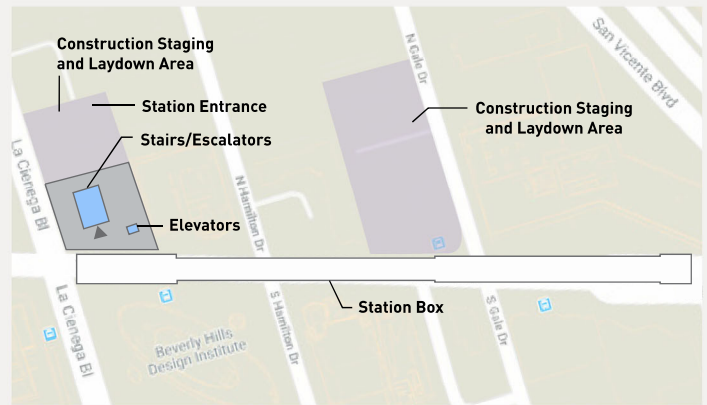 Construction Staging
and Laydown Area
Station Entrance
Stairs/Escalators
Elevators
La Cienega Bl
N Hamilton Dr
N Gale Dr
San Vicente Blvd
Construction Staging
and Laydown Area
Station Box
La Cienega Bl
S Hamilton Dr
S Gale Dr
Beverly Hills
Design Institute